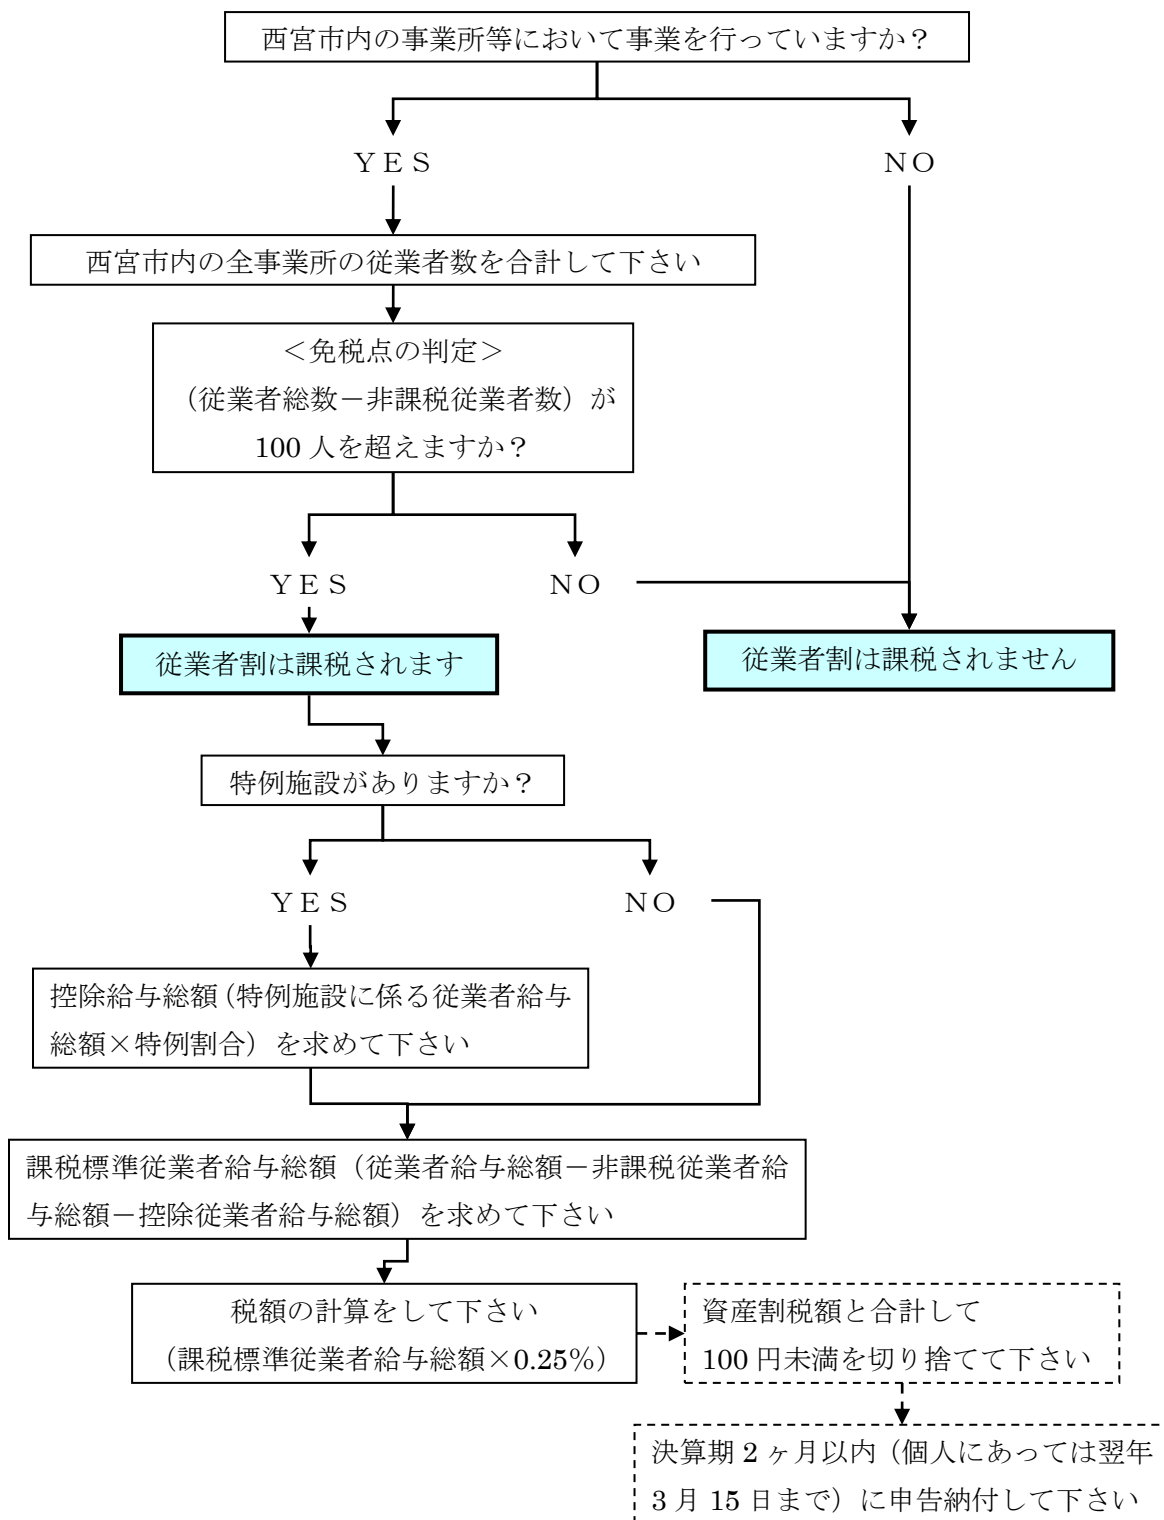 西宮市内の事業所等において事業を行っていますか?
ＹＥＳ
ＮＯ
西宮市内の全事業所の従業者数を合計して下さい
＜免税点の判定＞
（従業者総数－非課税従業者数）が
100 人を超えますか?
ＹＥＳ
ＮＯ
従業者割は課税されます
従業者割は課税されません
特例施設がありますか?
ＹＥＳ
ＮＯ
控除給与総額（特例施設に係る従業者給与
総額×特例割合）を求めて下さい
課税標準従業者給与総額（従業者給与総額－非課税従業者給
与総額－控除従業者給与総額）を求めて下さい
税額の計算をして下さい
（課税標準従業者給与総額×0.25%）
資産割税額と合計して
100 円未満を切り捨てて下さい
決算期 2 ヶ月以内（個人にあっては翌年
3 月 15 日まで）に申告納付して下さい